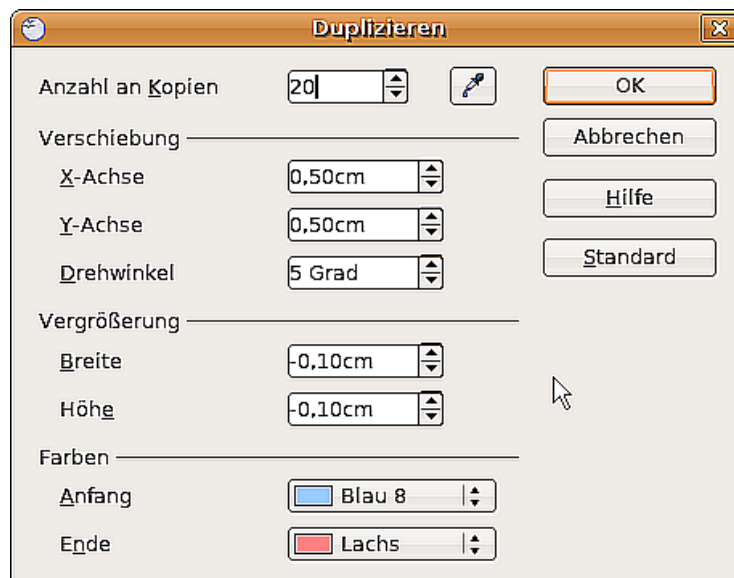 Duplizieren
Anzahl an Kopien 20 OK
Verschiebung Abbrechen
X-Achse 0,50cm Hilfe
Y-Achse 0,50cm
Drehwinkel 5 Grad Standard
Vergrößerung
Breite -0,10cm
Höhe -0,10cm
Farben
Anfang Blau 8
Ende Lachs